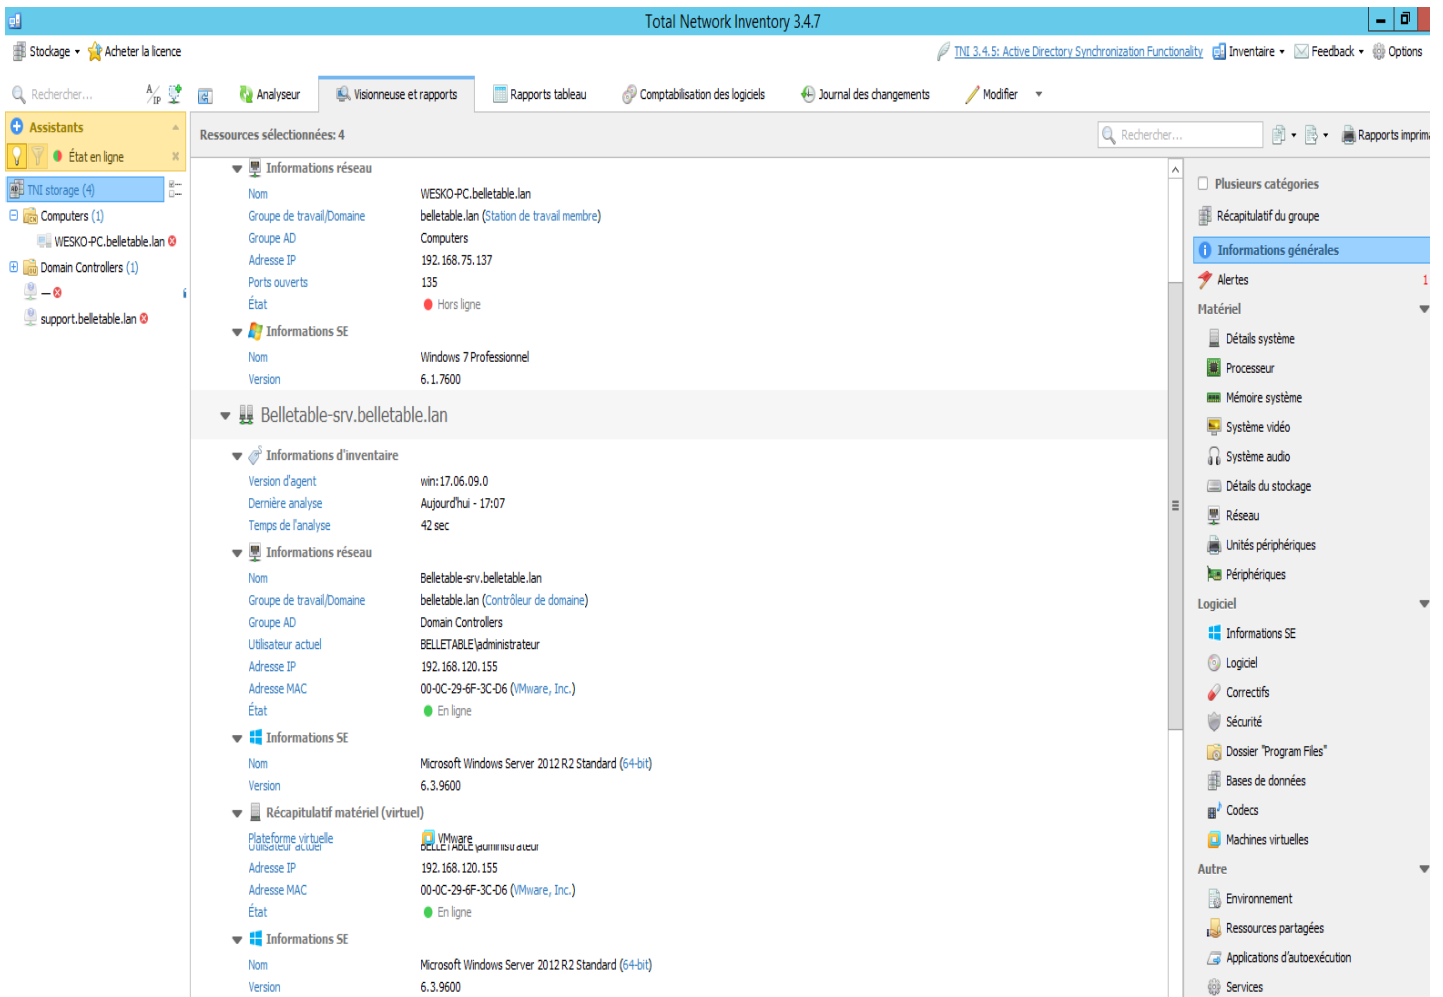 Total Network Inventory 3.4.7
Stockage Acheter la licence TNI 3.4.5: Active Directory Synchronization Functionality Inventaire Feedback Options
Rechercher... A/IP Analyseur Visionneuse et rapports Rapports tableau Comptabilisation des logiciels Journal des changements Modifier
Assistants
État en ligne
TNI storage (4)
Computers (1)
WESKO-PC.belletable.lan
Domain Controllers (1)
—
support.belletable.lan
Ressources sélectionnées: 4 Rechercher... Rapports imprima
Informations réseau
Nom WESKO-PC.belletable.lan
Groupe de travail/Domaine belletable.lan (Station de travail membre)
Groupe AD Computers
Adresse IP 192.168.75.137
Ports ouverts 135
État Hors ligne
Informations SE
Nom Windows 7 Professionnel
Version 6.1.7600
Belletable-srv.belletable.lan
Informations d'inventaire
Version d'agent win:17.06.09.0
Dernière analyse Aujourd'hui - 17:07
Temps de l'analyse 42 sec
Informations réseau
Nom Belletable-srv.belletable.lan
Groupe de travail/Domaine belletable.lan (Contrôleur de domaine)
Groupe AD Domain Controllers
Utilisateur actuel BELLETABLE\administrateur
Adresse IP 192.168.120.155
Adresse MAC 00-0C-29-6F-3C-D6 (VMware, Inc.)
État En ligne
Informations SE
Nom Microsoft Windows Server 2012 R2 Standard (64-bit)
Version 6.3.9600
Récapitulatif matériel (virtuel)
Plateforme virtuelle VMware
Utilisateur actuel BELLETABLE\administrateur
Adresse IP 192.168.120.155
Adresse MAC 00-0C-29-6F-3C-D6 (VMware, Inc.)
État En ligne
Informations SE
Nom Microsoft Windows Server 2012 R2 Standard (64-bit)
Version 6.3.9600
Plusieurs catégories
Récapitulatif du groupe
Informations générales
Alertes 1
Matériel
Détails système
Processeur
Mémoire système
Système vidéo
Système audio
Détails du stockage
Réseau
Unités périphériques
Périphériques
Logiciel
Informations SE
Logiciel
Correctifs
Sécurité
Dossier "Program Files"
Bases de données
Codecs
Machines virtuelles
Autre
Environnement
Ressources partagées
Applications d'autoexécution
Services